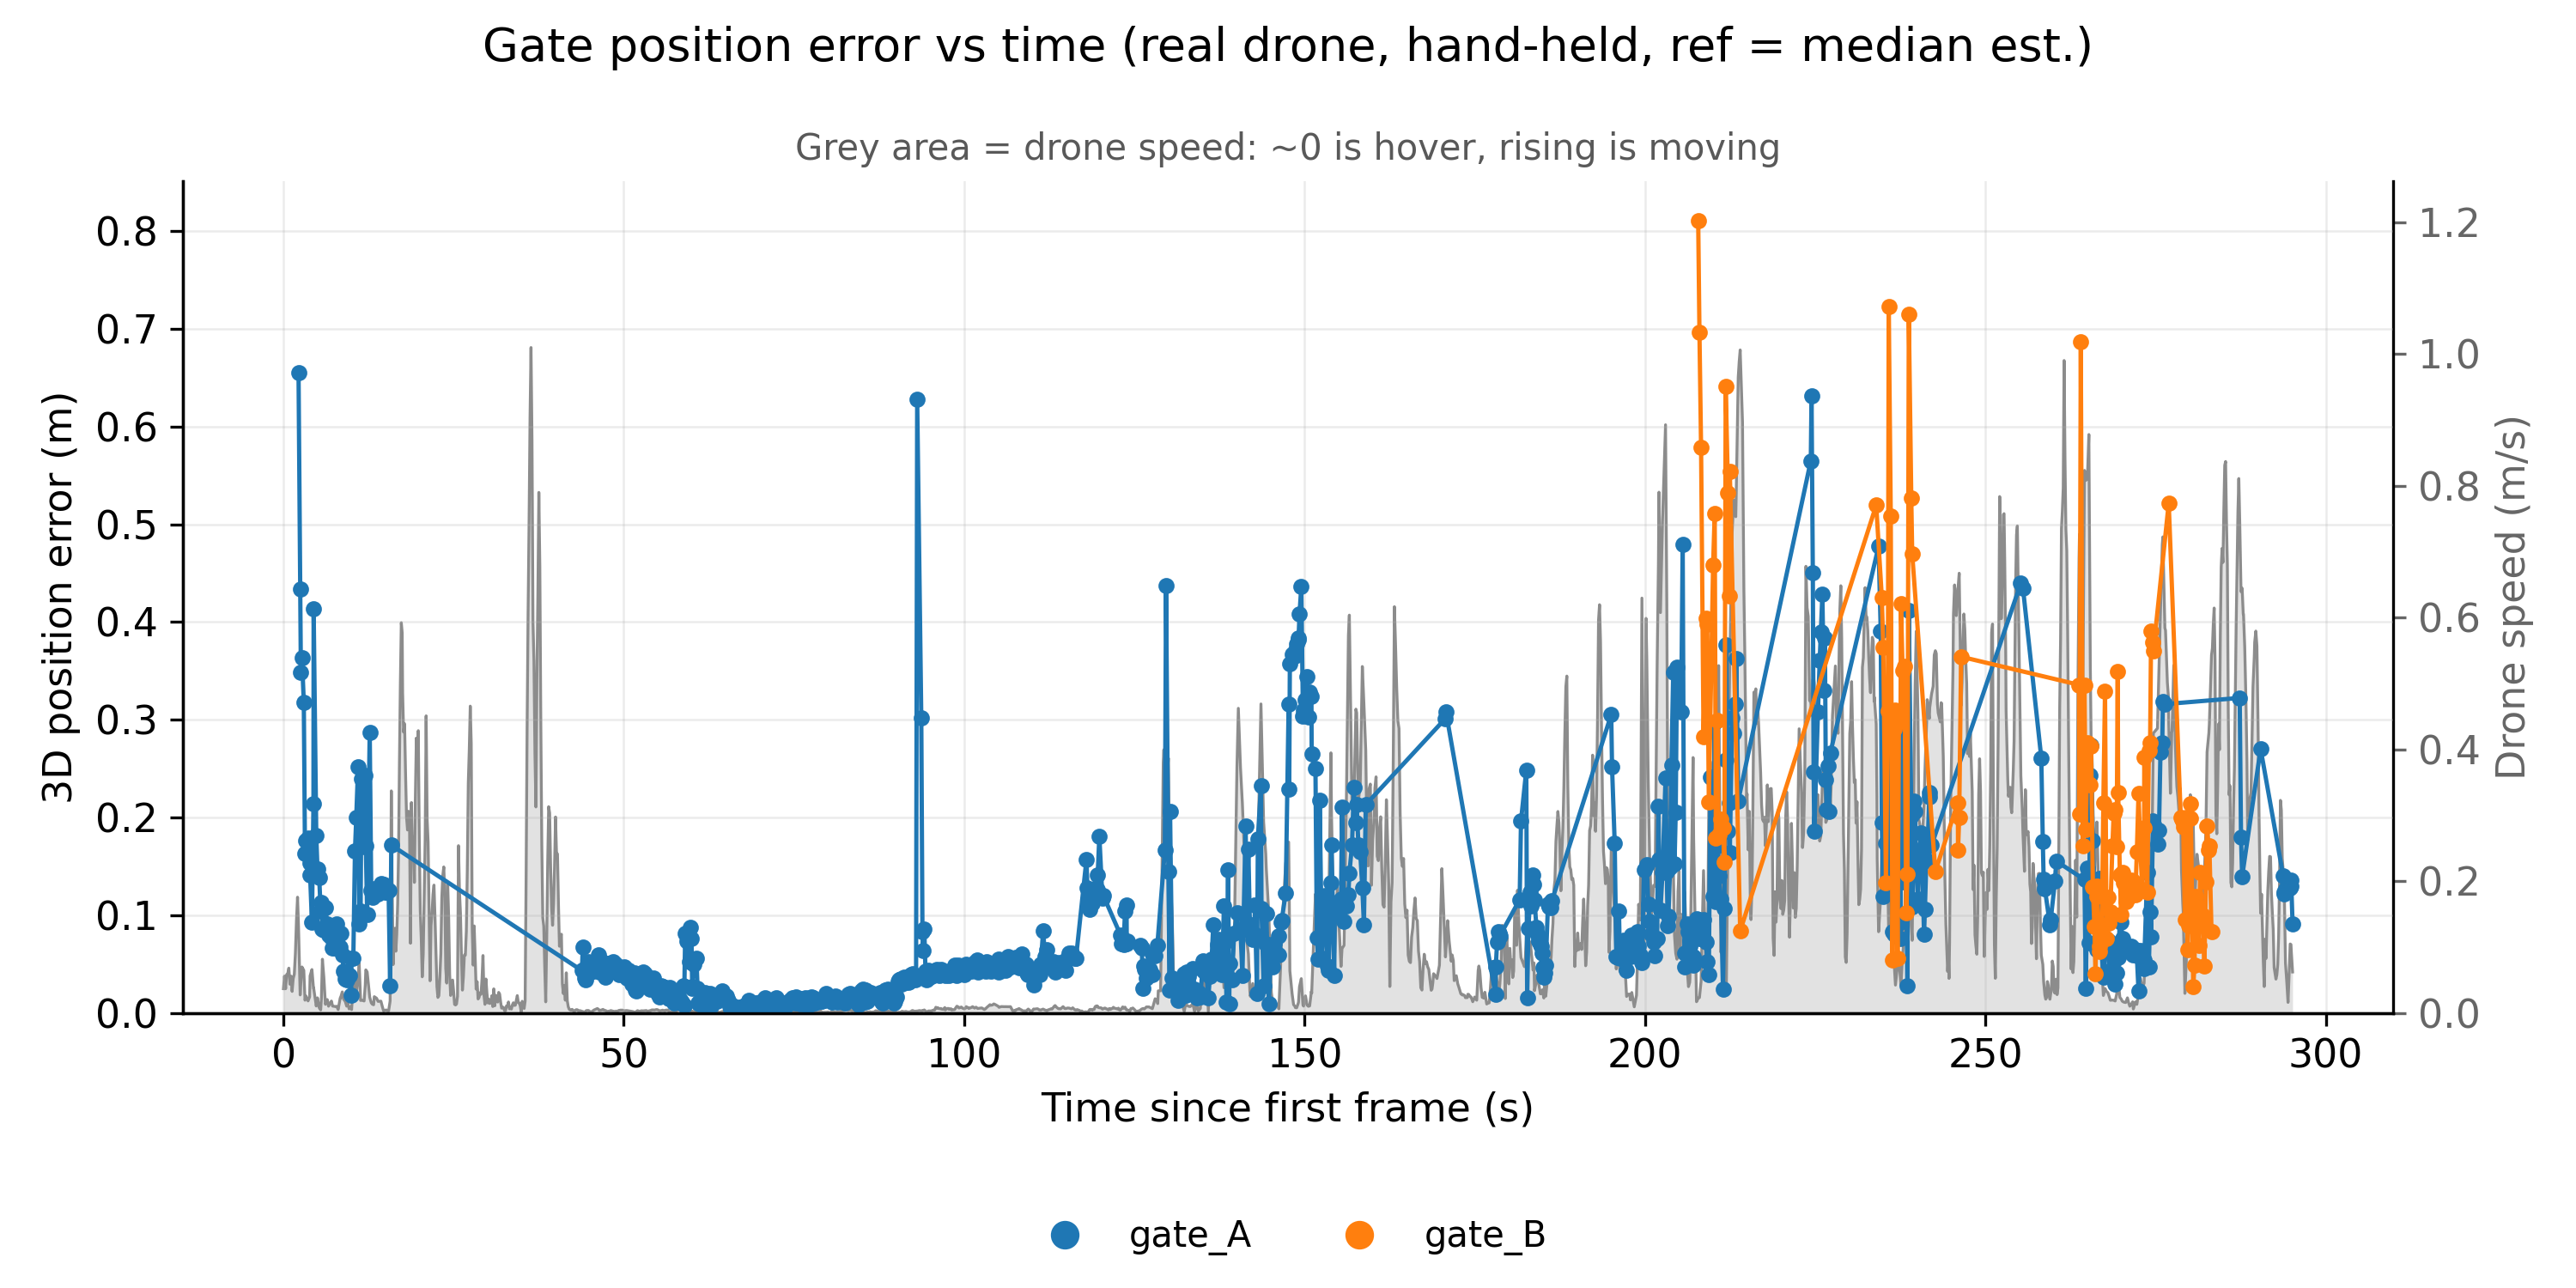 Gate position error vs time (real drone, hand-held, ref = median est.)
Grey area = drone speed: ~0 is hover, rising is moving
3D position error (m)
0.8
0.7
0.6
0.5
0.4
0.3
0.2
0.1
0.0
1.2
1.0
0.8
0.6
0.4
0.2
0.0
Drone speed (m/s)
0 50 100 150 200 250 300
Time since first frame (s)
gate_A gate_B